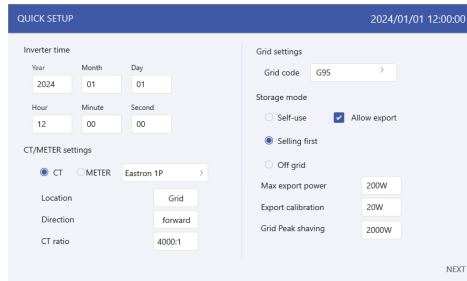 QUICK SETUP
2024/01/01 12:00:00
Inverter time
Year Month Day
2024 01 01
Hour Minute Second
12 00 00
CT/METER settings
CT METER Eastron 1P >
Location Grid
Direction forward
CT ratio 4000:1
Grid settings
Grid code G95 >
Storage mode
Self-use Allow export
Selling first
Off grid
Max export power 200W
Export calibration 20W
Grid Peak shaving 2000W
NEXT